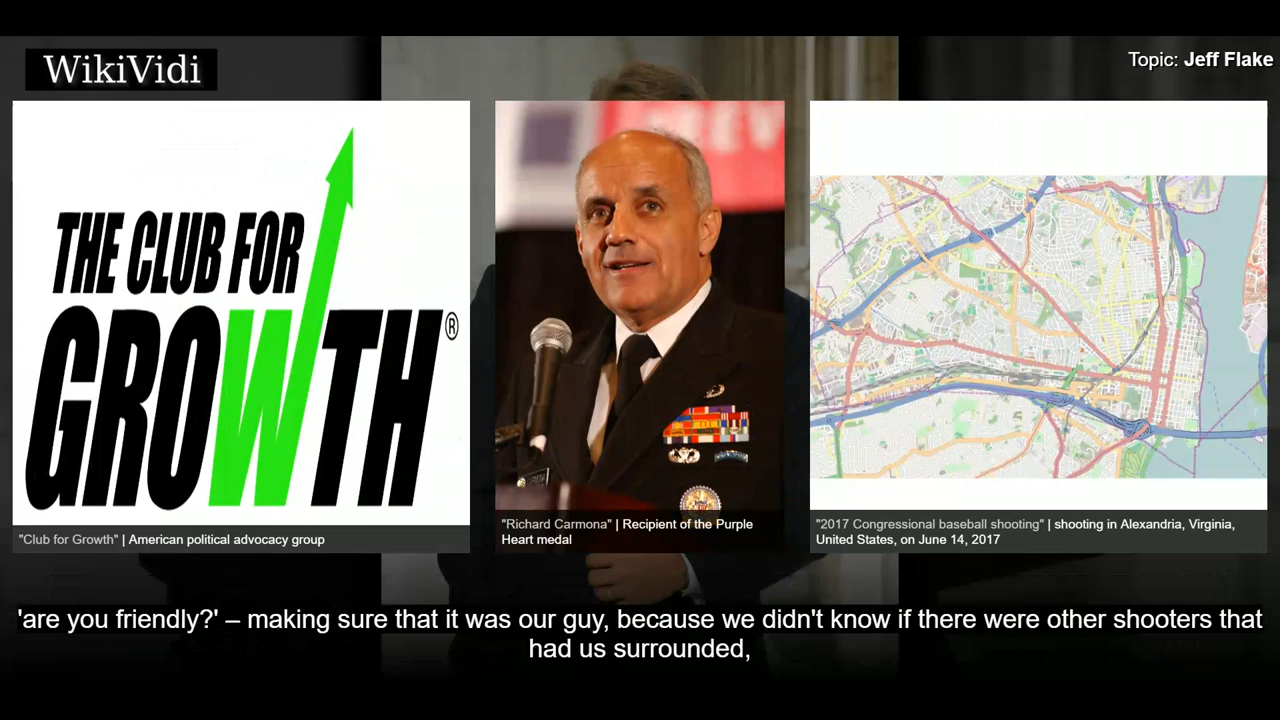 WikiVidi
Topic: Jeff Flake
THE CLUB FOR
GROWTH®
"Club for Growth" | American political advocacy group
"Richard Carmona" | Recipient of the Purple
Heart medal
"2017 Congressional baseball shooting" | shooting in Alexandria, Virginia,
United States, on June 14, 2017
'are you friendly?' – making sure that it was our guy, because we didn't know if there were other shooters that
had us surrounded,